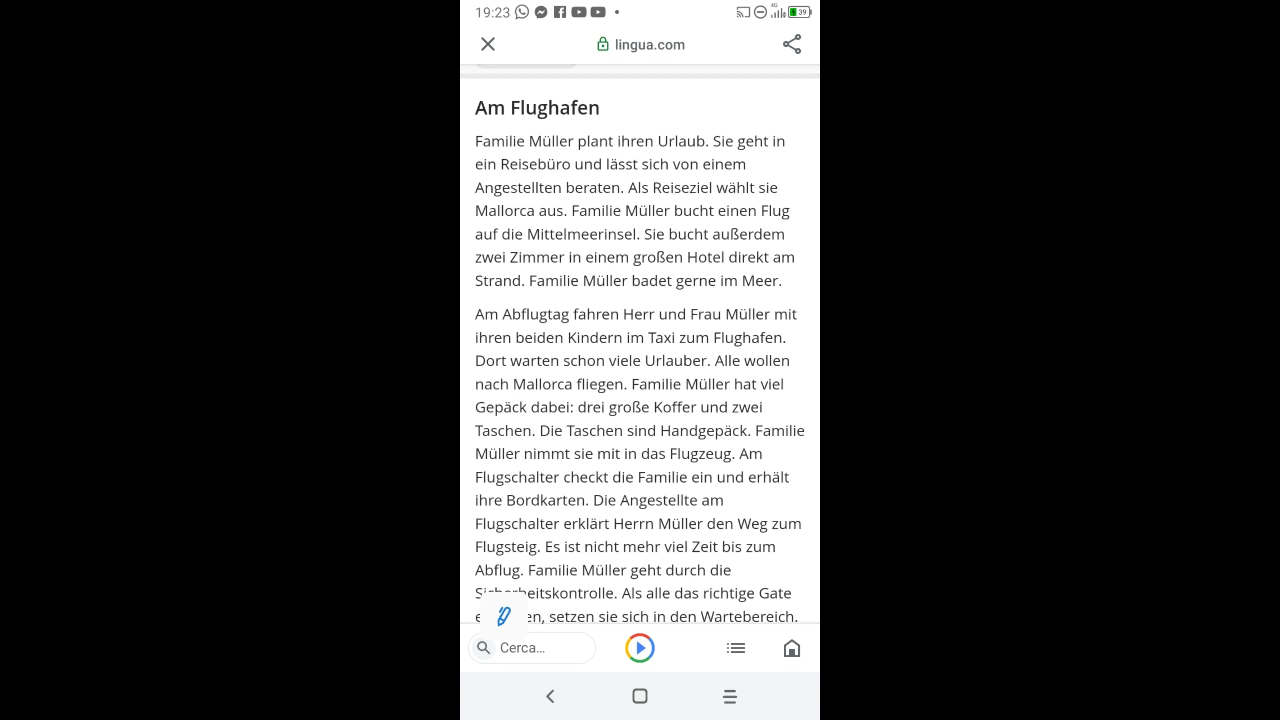 19:23
4G
39
lingua.com
Am Flughafen
Familie Müller plant ihren Urlaub. Sie geht in
ein Reisebüro und lässt sich von einem
Angestellten beraten. Als Reiseziel wählt sie
Mallorca aus. Familie Müller bucht einen Flug
auf die Mittelmeerinsel. Sie bucht außerdem
zwei Zimmer in einem großen Hotel direkt am
Strand. Familie Müller badet gerne im Meer.
Am Abflugtag fahren Herr und Frau Müller mit
ihren beiden Kindern im Taxi zum Flughafen.
Dort warten schon viele Urlauber. Alle wollen
nach Mallorca fliegen. Familie Müller hat viel
Gepäck dabei: drei große Koffer und zwei
Taschen. Die Taschen sind Handgepäck. Familie
Müller nimmt sie mit in das Flugzeug. Am
Flugschalter checkt die Familie ein und erhält
ihre Bordkarten. Die Angestellte am
Flugschalter erklärt Herrn Müller den Weg zum
Flugsteig. Es ist nicht mehr viel Zeit bis zum
Abflug. Familie Müller geht durch die
Sicherheitskontrolle. Als alle das richtige Gate
setzen sie sich in den Wartebereich.
Cerca...